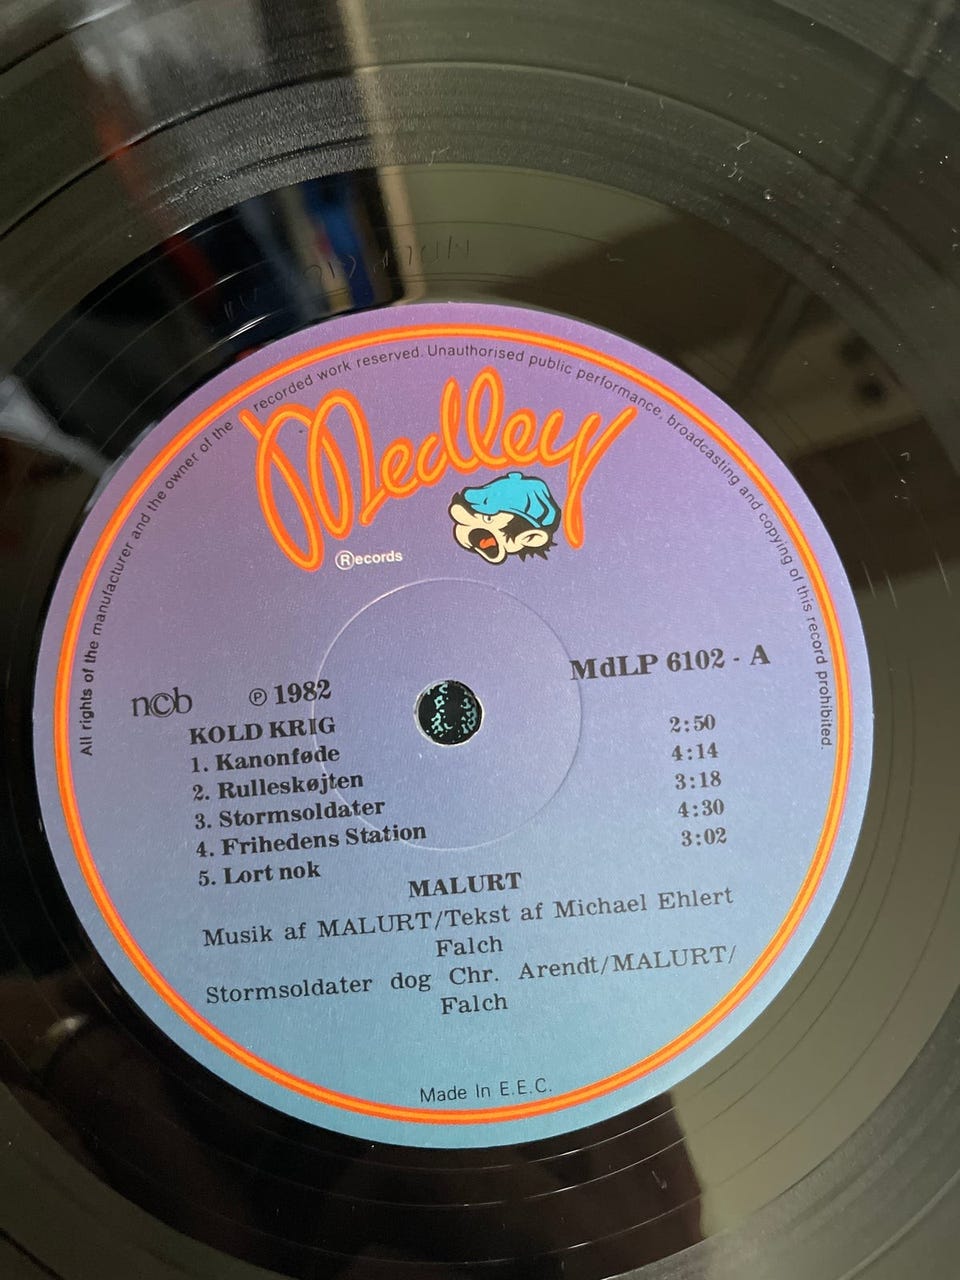 All rights of the manufacturer and the owner of the recorded work reserved. Unauthorised public performance, broadcasting and copying of this record prohibited.
Medley
Records
MdLP 6102 - A
n©b ℗ 1982
KOLD KRIG
1. Kanonføde 2:50
2. Rulleskøjten 4:14
3. Stormsoldater 3:18
4. Frihedens Station 4:30
5. Lort nok 3:02
MALURT
Musik af MALURT/Tekst af Michael Ehlert
Falch
Stormsoldater dog Chr. Arendt/MALURT/
Falch
Made In E.E.C.